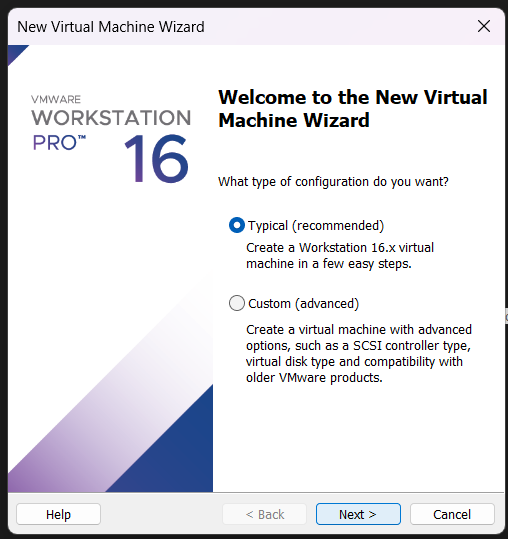 New Virtual Machine Wizard
VMWARE
WORKSTATION
PRO™
16
Welcome to the New Virtual
Machine Wizard
What type of configuration do you want?
Typical (recommended)
Create a Workstation 16.x virtual
machine in a few easy steps.
Custom (advanced)
Create a virtual machine with advanced
options, such as a SCSI controller type,
virtual disk type and compatibility with
older VMware products.
Help
< Back
Next >
Cancel